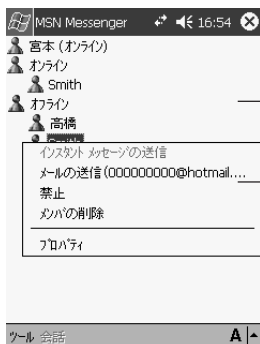 MSN Messenger 16:54
宮本 (オンライン)
オンライン
Smith
オフライン
高橋
Smith
インスタント メッセージの送信
メールの送信(000000000@hotmail....
禁止
メンバの削除
プロパティ
ツール 会話 A